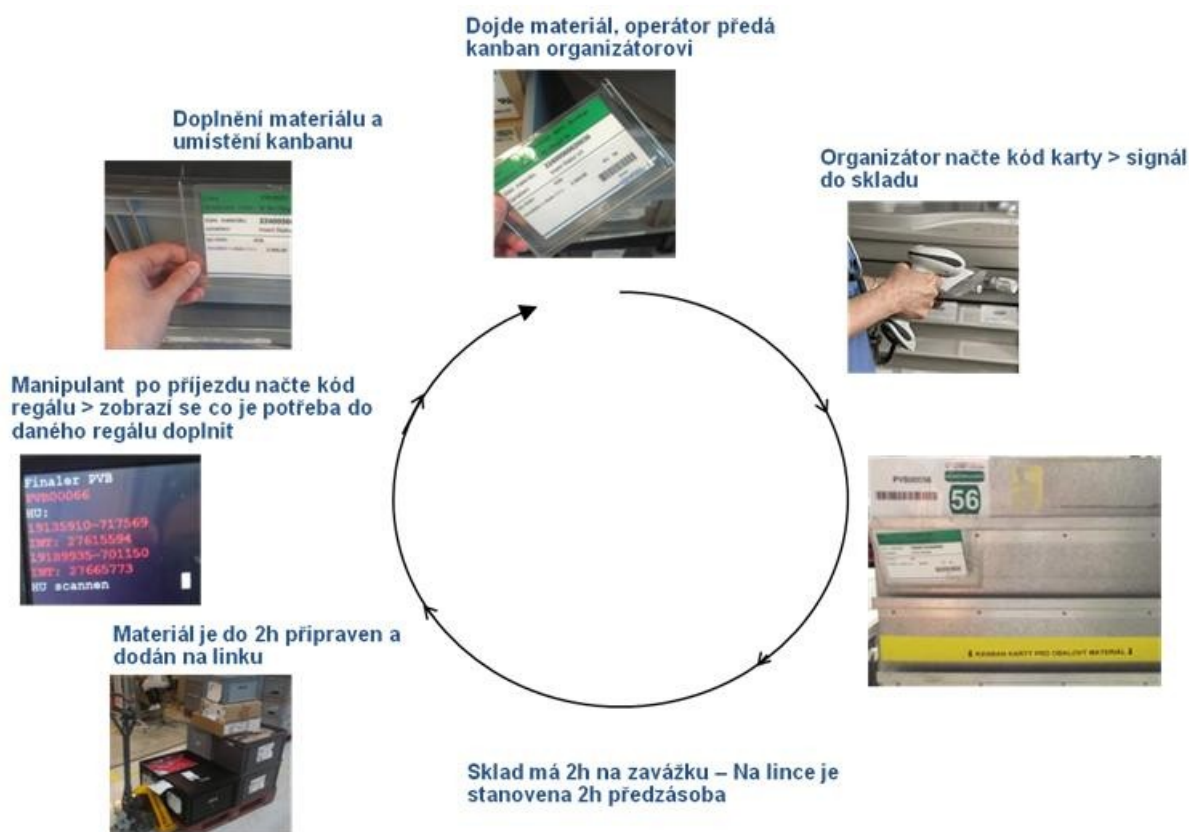 Dojde materiál, operátor předá
kanban organizátorovi
Doplnění materiálu a
umístění kanbanu
Organizátor načte kód karty > signál
do skladu
Manipulant po příjezdu načte kód
regálu > zobrazí se co je potřeba do
daného regálu doplnit
Finaler PVB
PVB00066
HU:
19135910-717569
INT: 27615594
19189935-701150
INT: 27665773
HU scannen
PVB00056
56
KANBAN KARTY PRO OBALOVÝ MATERIÁL
Materiál je do 2h připraven a
dodán na linku
Sklad má 2h na zavážku – Na lince je
stanovena 2h předzásoba